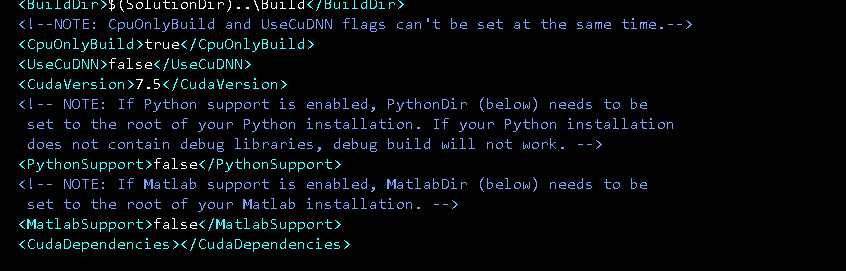 <BuildDir>$(SolutionDir)..\Build</BuildDir>
<!--NOTE: CpuOnlyBuild and UseCuDNN flags can't be set at the same time.-->
<CpuOnlyBuild>true</CpuOnlyBuild>
<UseCuDNN>false</UseCuDNN>
<CudaVersion>7.5</CudaVersion>
<!-- NOTE: If Python support is enabled, PythonDir (below) needs to be
set to the root of your Python installation. If your Python installation
does not contain debug libraries, debug build will not work. -->
<PythonSupport>false</PythonSupport>
<!-- NOTE: If Matlab support is enabled, MatlabDir (below) needs to be
set to the root of your Matlab installation. -->
<MatlabSupport>false</MatlabSupport>
<CudaDependencies></CudaDependencies>